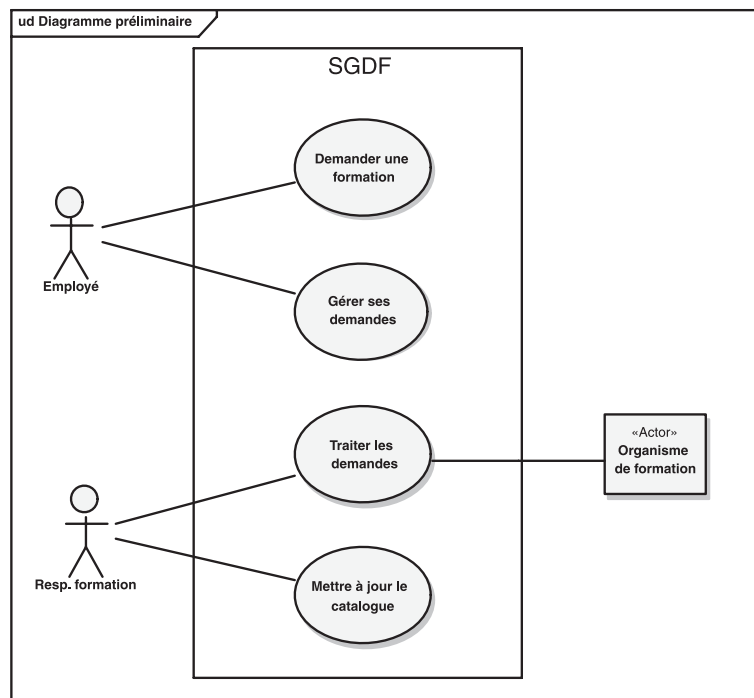 ud Diagramme préliminaire
SGDF
Demander une
formation
Employé
Gérer ses
demandes
Traiter les
demandes
«Actor»
Organisme
de formation
Resp. formation
Mettre à jour le
catalogue